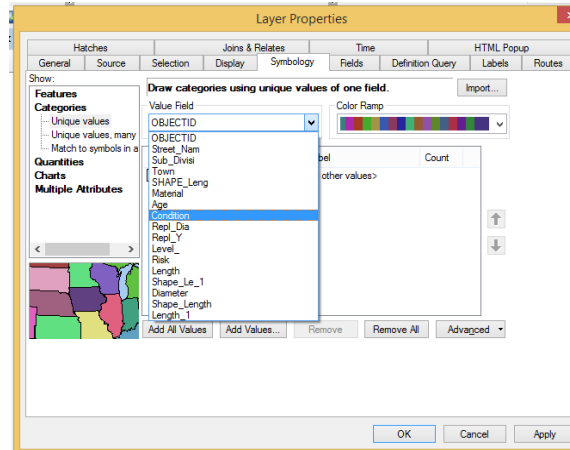 Layer Properties
Hatches Joins & Relates Time HTML Popup
General Source Selection Display Symbology Fields Definition Query Labels Routes
Show:
Features
Categories
Unique values
Unique values, many
Match to symbols in a
Quantities
Charts
Multiple Attributes
Draw categories using unique values of one field.
Import...
Value Field
Color Ramp
OBJECTID
OBJECTID
Street_Nam
Sub_Divisi
Town
SHAPE_Leng
Material
Age
Condition
Repl_Dia
Repl_Y
Level_
Risk
Length
Shape_Le_1
Diameter
Shape_Length
Length_1
bel Count
other values>
Add All Values Add Values... Remove Remove All Advanced
OK Cancel Apply